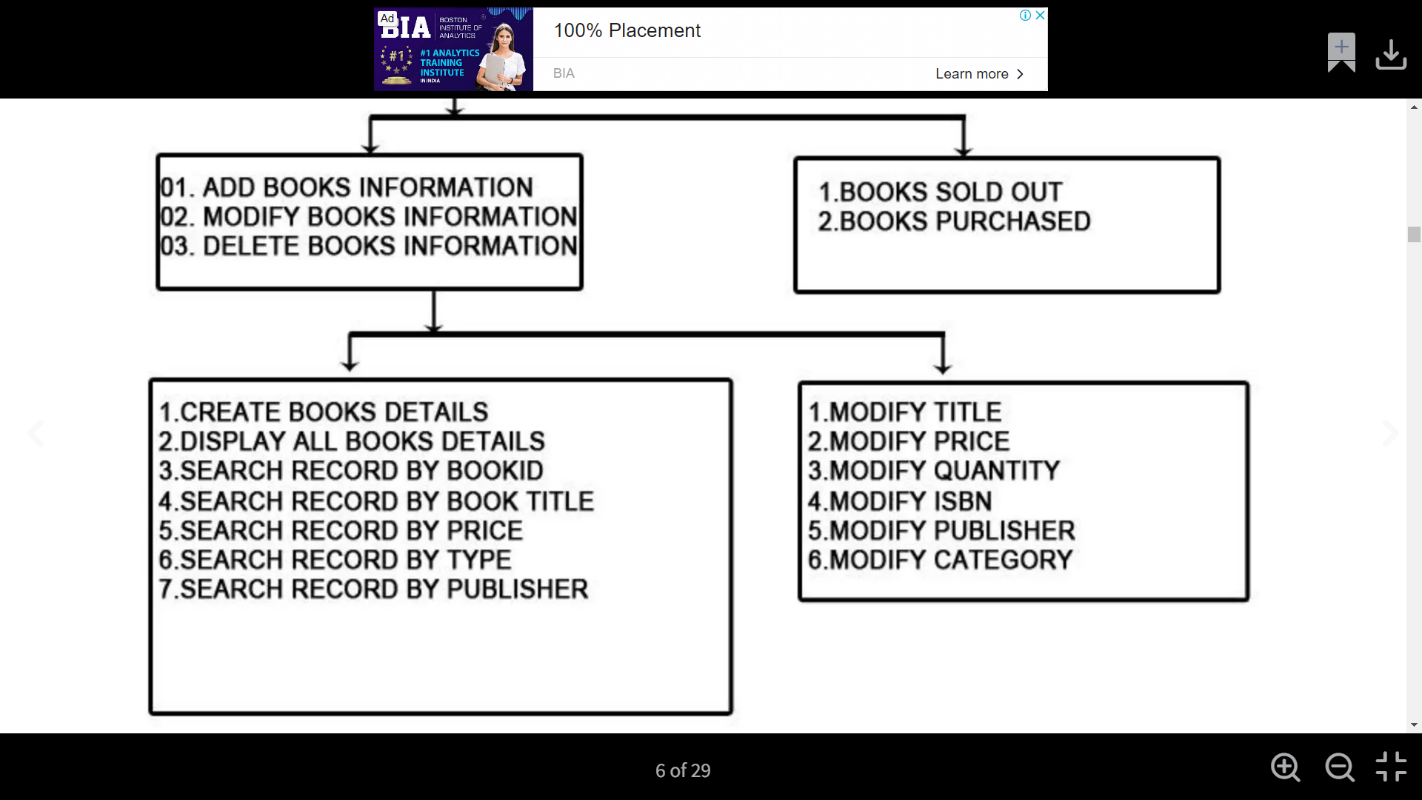 Ad
BIA
BOSTON
INSTITUTE OF
ANALYTICS
#1
#1 ANALYTICS
TRAINING
INSTITUTE
IN INDIA
100% Placement
BIA
Learn more
01. ADD BOOKS INFORMATION
02. MODIFY BOOKS INFORMATION
03. DELETE BOOKS INFORMATION
1.BOOKS SOLD OUT
2.BOOKS PURCHASED
1.CREATE BOOKS DETAILS
2.DISPLAY ALL BOOKS DETAILS
3.SEARCH RECORD BY BOOKID
4.SEARCH RECORD BY BOOK TITLE
5.SEARCH RECORD BY PRICE
6.SEARCH RECORD BY TYPE
7.SEARCH RECORD BY PUBLISHER
1.MODIFY TITLE
2.MODIFY PRICE
3.MODIFY QUANTITY
4.MODIFY ISBN
5.MODIFY PUBLISHER
6.MODIFY CATEGORY
6 of 29